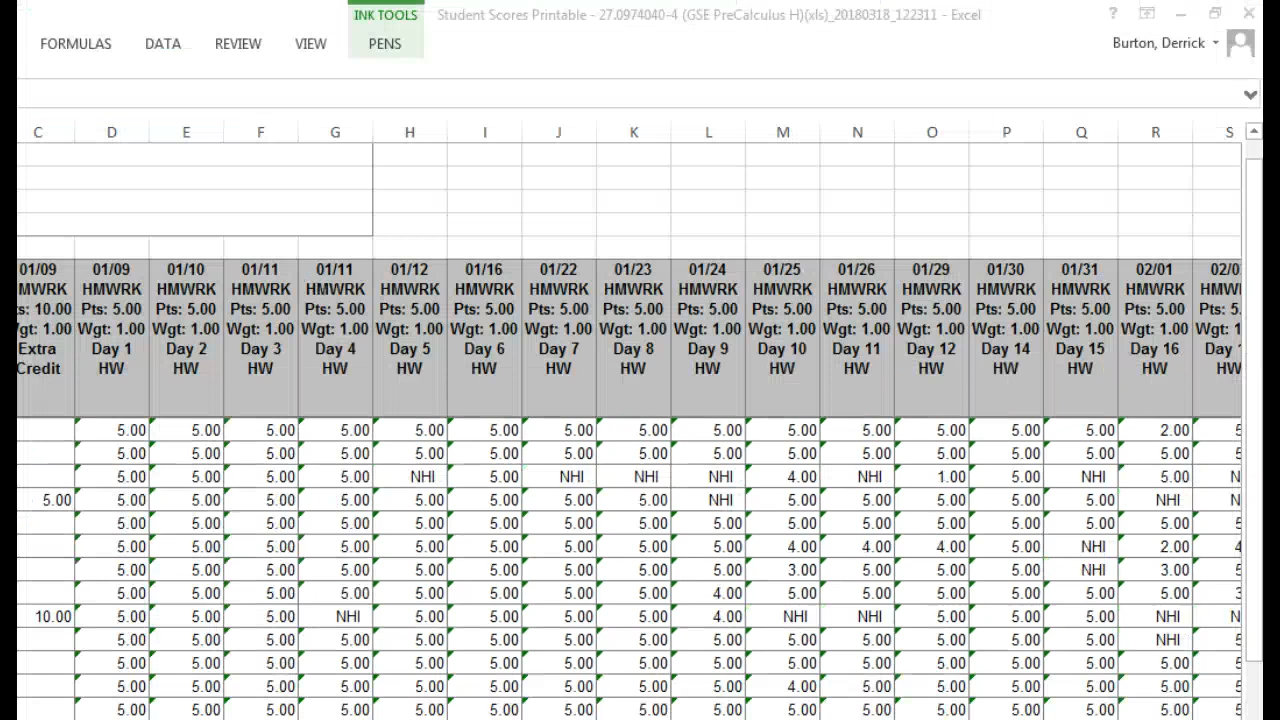 INK TOOLS Student Scores Printable - 27.0974040-4 (GSE PreCalculus H)(xls)_20180318_122311 - Excel ?
FORMULAS DATA REVIEW VIEW PENS Burton, Derrick
C D E F G H I J K L M N O P Q R S
01/09 01/09 01/10 01/11 01/11 01/12 01/16 01/22 01/23 01/24 01/25 01/26 01/29 01/30 01/31 02/01 02/0
MWRK HMWRK HMWRK HMWRK HMWRK HMWRK HMWRK HMWRK HMWRK HMWRK HMWRK HMWRK HMWRK HMWRK HMWRK HMWRK HMW
ts: 10.00 Pts: 5.00 Pts: 5.00 Pts: 5.00 Pts: 5.00 Pts: 5.00 Pts: 5.00 Pts: 5.00 Pts: 5.00 Pts: 5.00 Pts: 5.00 Pts: 5.00 Pts: 5.00 Pts: 5.00 Pts: 5.00 Pts: 5.00 Pts: 5.
gt: 1.00 Wgt: 1.00 Wgt: 1.00 Wgt: 1.00 Wgt: 1.00 Wgt: 1.00 Wgt: 1.00 Wgt: 1.00 Wgt: 1.00 Wgt: 1.00 Wgt: 1.00 Wgt: 1.00 Wgt: 1.00 Wgt: 1.00 Wgt: 1.00 Wgt: 1.00 Wgt: 1
Extra Day 1 Day 2 Day 3 Day 4 Day 5 Day 6 Day 7 Day 8 Day 9 Day 10 Day 11 Day 12 Day 14 Day 15 Day 16 Day
Credit HW HW HW HW HW HW HW HW HW HW HW HW HW HW HW HW
5.00 5.00 5.00 5.00 5.00 5.00 5.00 5.00 5.00 5.00 5.00 5.00 5.00 5.00 2.00 5
5.00 5.00 5.00 5.00 5.00 5.00 5.00 5.00 5.00 5.00 5.00 5.00 5.00 5.00 5.00 5
5.00 5.00 5.00 5.00 NHI 5.00 NHI NHI NHI 4.00 NHI 1.00 5.00 NHI 5.00 N
5.00 5.00 5.00 5.00 5.00 5.00 5.00 5.00 5.00 NHI 5.00 5.00 5.00 5.00 5.00 NHI N
5.00 5.00 5.00 5.00 5.00 5.00 5.00 5.00 5.00 5.00 5.00 5.00 5.00 5.00 5.00 5
5.00 5.00 5.00 5.00 5.00 5.00 5.00 5.00 5.00 4.00 4.00 4.00 5.00 NHI 2.00 4
5.00 5.00 5.00 5.00 5.00 5.00 5.00 5.00 5.00 3.00 5.00 5.00 5.00 NHI 3.00 5
5.00 5.00 5.00 5.00 5.00 5.00 5.00 5.00 4.00 5.00 5.00 5.00 5.00 5.00 5.00 3
10.00 5.00 5.00 5.00 NHI 5.00 5.00 5.00 5.00 4.00 NHI NHI 5.00 5.00 5.00 NHI N
5.00 5.00 5.00 5.00 5.00 5.00 5.00 5.00 5.00 5.00 5.00 5.00 5.00 5.00 NHI 5
5.00 5.00 5.00 5.00 5.00 5.00 5.00 5.00 5.00 5.00 5.00 5.00 5.00 5.00 5.00 5
5.00 5.00 5.00 5.00 5.00 5.00 5.00 5.00 5.00 4.00 5.00 5.00 5.00 5.00 5.00 5
5.00 5.00 5.00 5.00 5.00 5.00 5.00 5.00 5.00 5.00 5.00 5.00 5.00 5.00 5.00 5